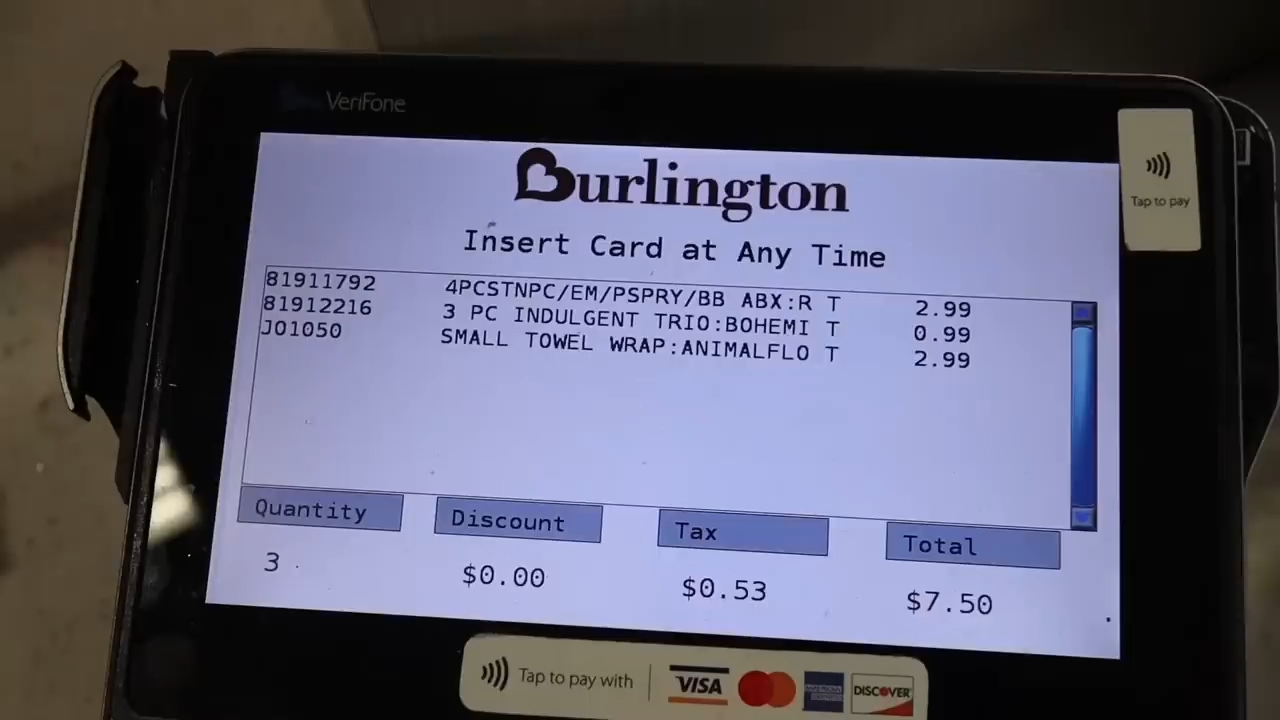 VeriFone
Tap to pay
Burlington
Insert Card at Any Time
81911792 4PCSTNPC/EM/PSPRY/BB ABX:R T 2.99
81912216 3 PC INDULGENT TRIO:BOHEMI T 0.99
JO1050 SMALL TOWEL WRAP:ANIMALFLO T 2.99
Quantity Discount Tax Total
3 $0.00 $0.53 $7.50
Tap to pay with VISA DISCOVER